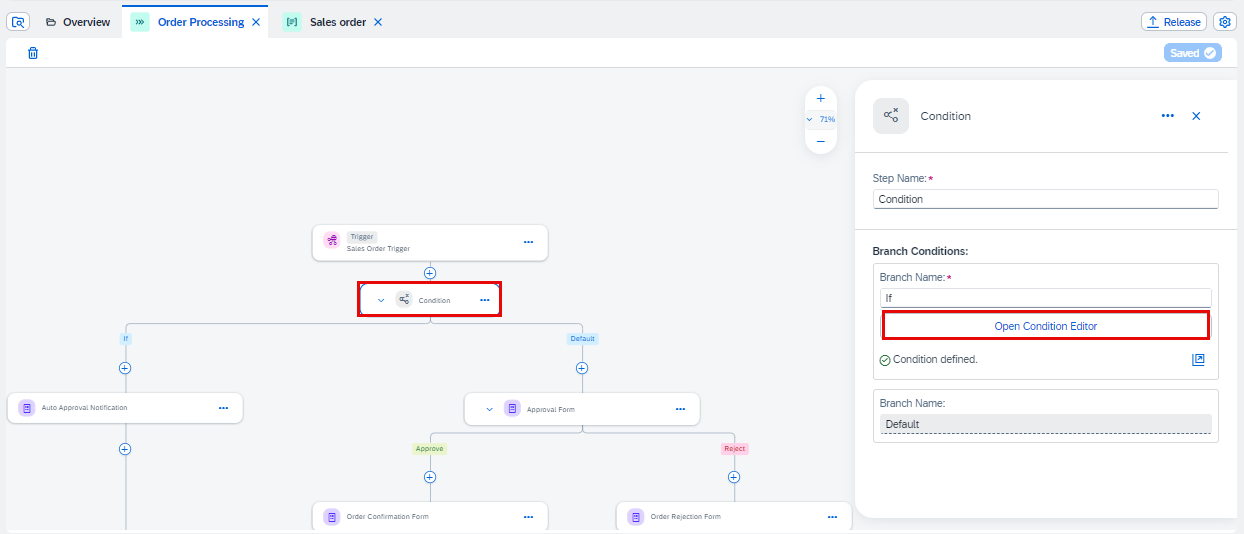 Overview
Order Processing
Sales order
Release
Saved
71%
Condition
Step Name:*
Condition
Branch Conditions:
Branch Name:*
If
Open Condition Editor
Condition defined.
Branch Name:
Default
Trigger
Sales Order Trigger
Condition
If
Default
Auto Approval Notification
Approval Form
Approve
Reject
Order Confirmation Form
Order Rejection Form